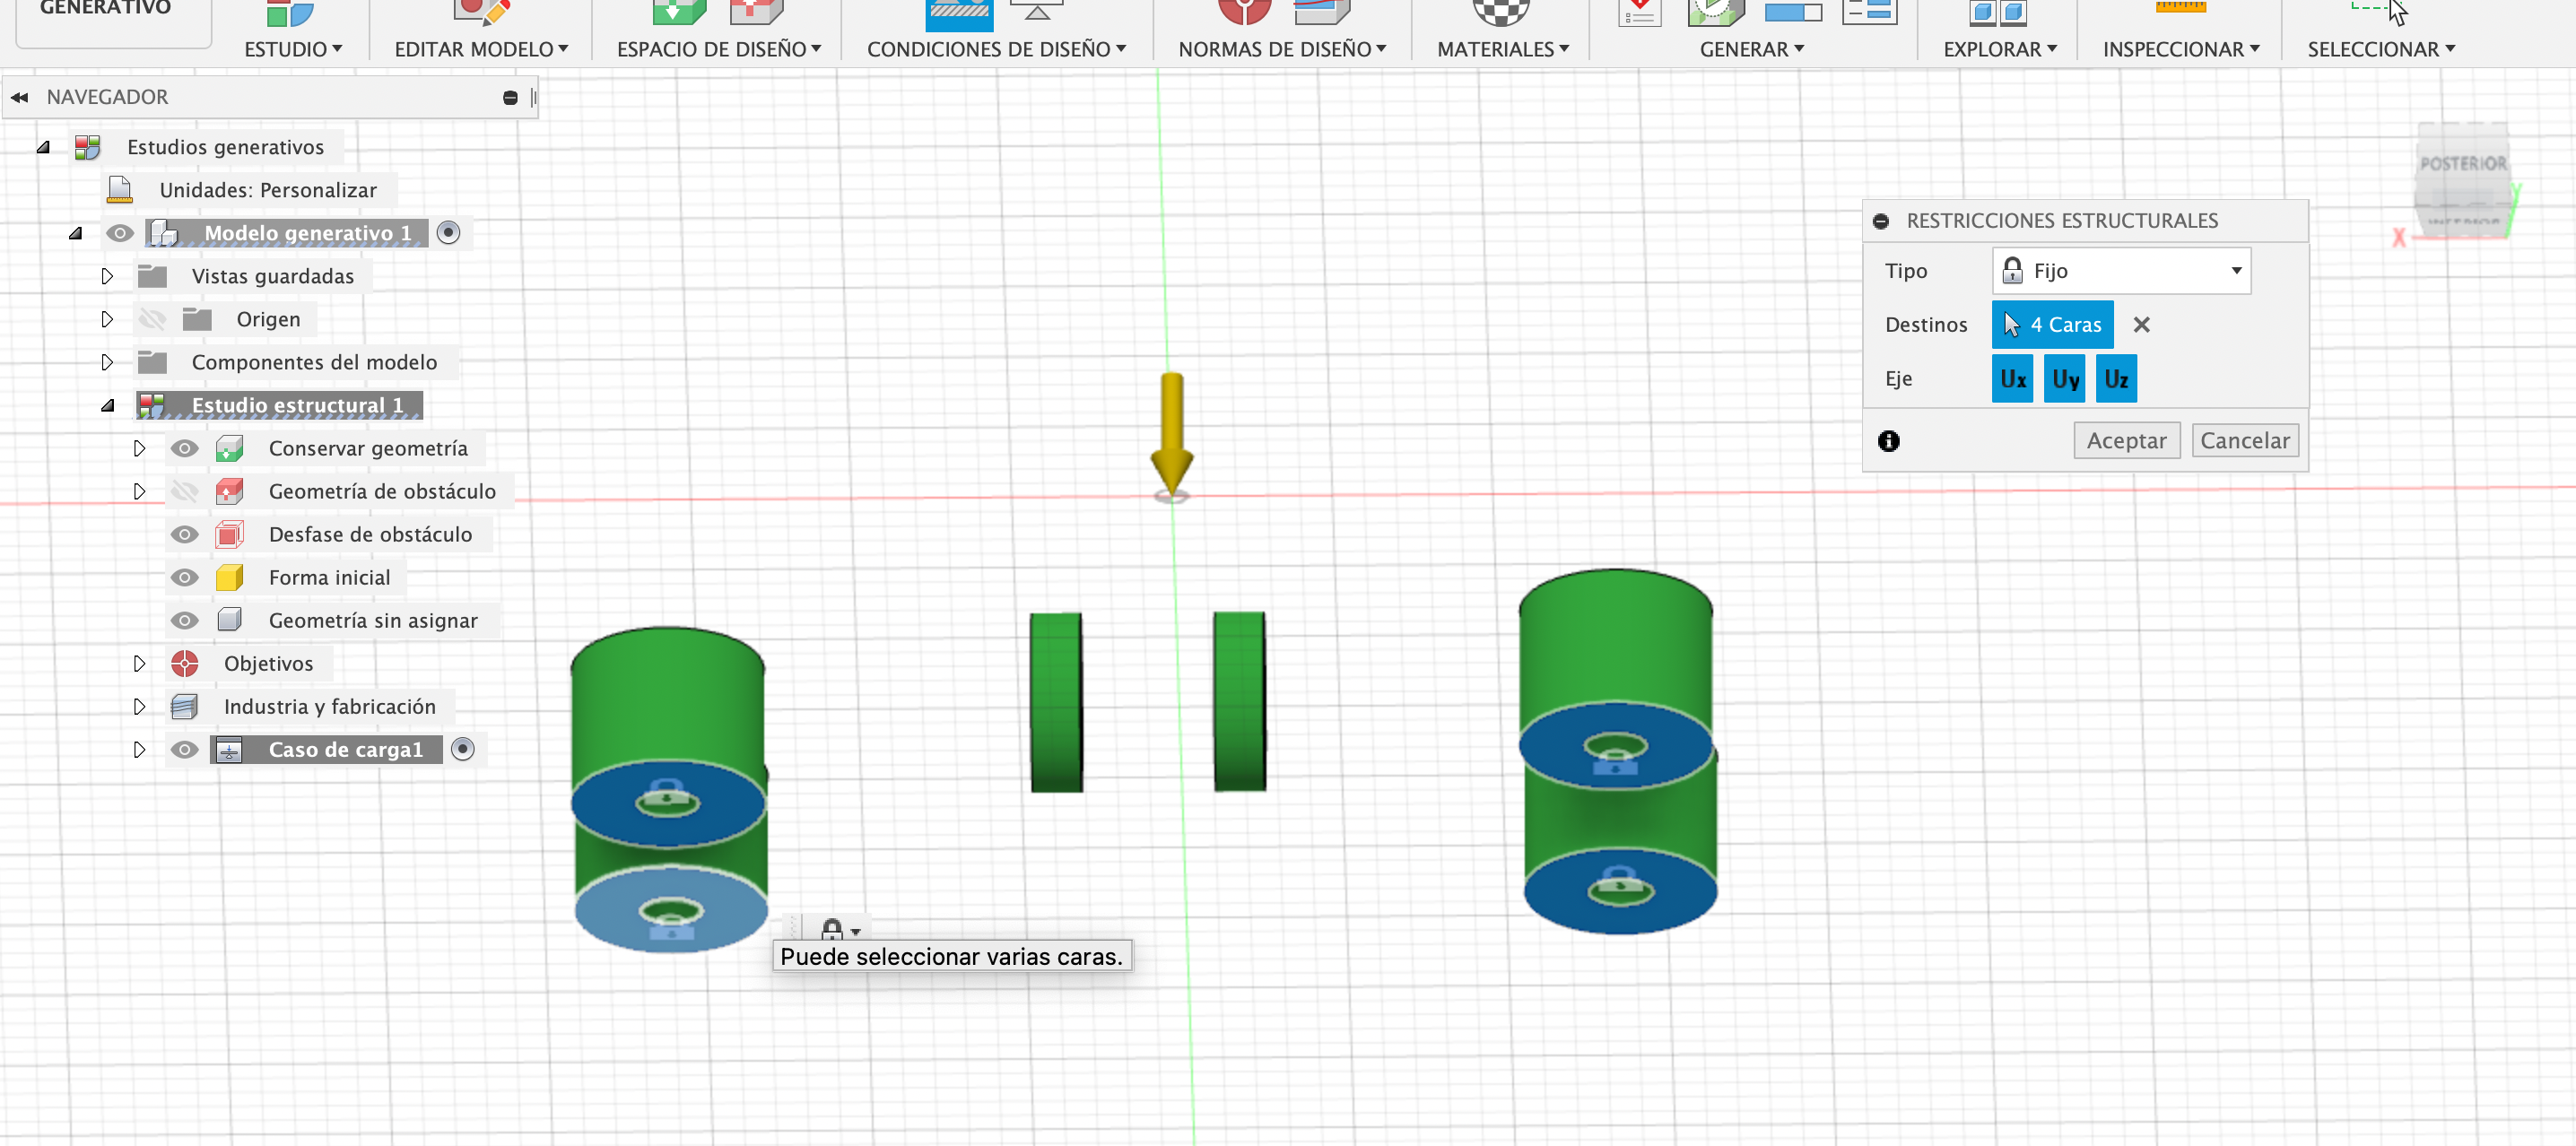 GENERATIVO
ESTUDIO
EDITAR MODELO
ESPACIO DE DISEÑO
CONDICIONES DE DISEÑO
NORMAS DE DISEÑO
MATERIALES
GENERAR
EXPLORAR
INSPECCIONAR
SELECCIONAR
NAVEGADOR
Estudios generativos
Unidades: Personalizar
Modelo generativo 1
Vistas guardadas
Origen
Componentes del modelo
Estudio estructural 1
Conservar geometría
Geometría de obstáculo
Desfase de obstáculo
Forma inicial
Geometría sin asignar
Objetivos
Industria y fabricación
Caso de carga1
Puede seleccionar varias caras.
RESTRICCIONES ESTRUCTURALES
Tipo Fijo
Destinos 4 Caras
Eje Ux Uy Uz
Aceptar Cancelar
POSTERIOR
INFERIOR
X
Y